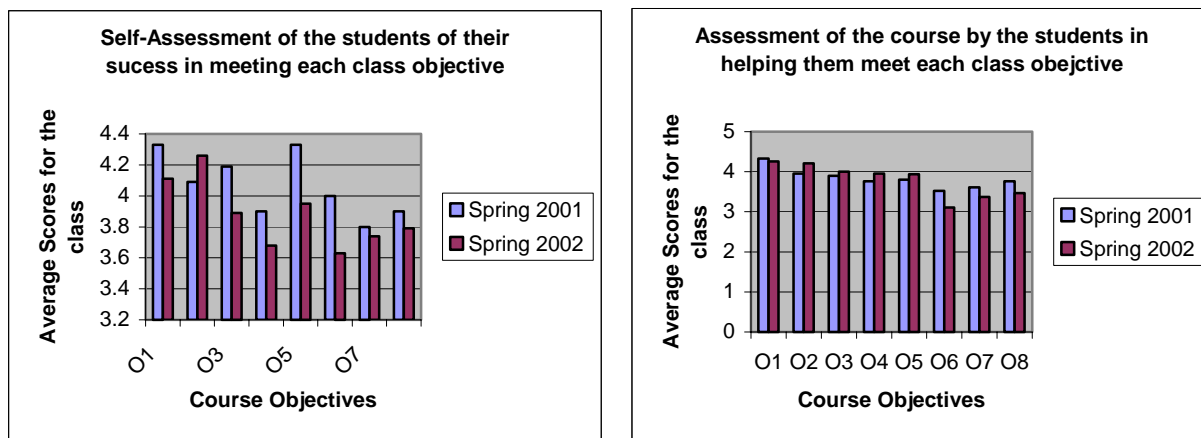 Self-Assessment of the students of their
sucess in meeting each class objective
Average Scores for the
class
4.4
4.2
4
3.8
3.6
3.4
3.2
O1
O3
O5
O7
Course Objectives
Spring 2001
Spring 2002
Assessment of the course by the students in
helping them meet each class obejctive
Average Scores for the
class
5
4
3
2
1
0
O1 O2 O3 O4 O5 O6 O7 O8
Course Objectives
Spring 2001
Spring 2002